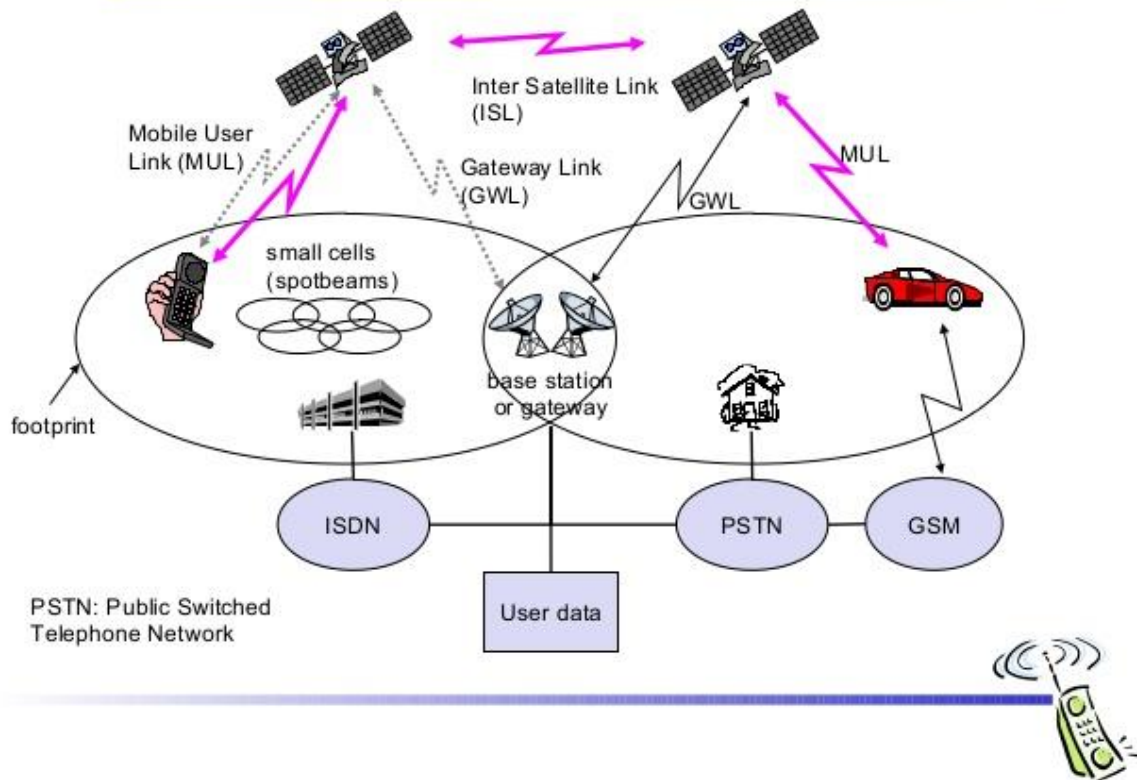 Inter Satellite Link
(ISL)
Mobile User
Link (MUL)
Gateway Link
(GWL)
MUL
GWL
small cells
(spotbeams)
base station
or gateway
footprint
ISDN
PSTN
GSM
User data
PSTN: Public Switched
Telephone Network